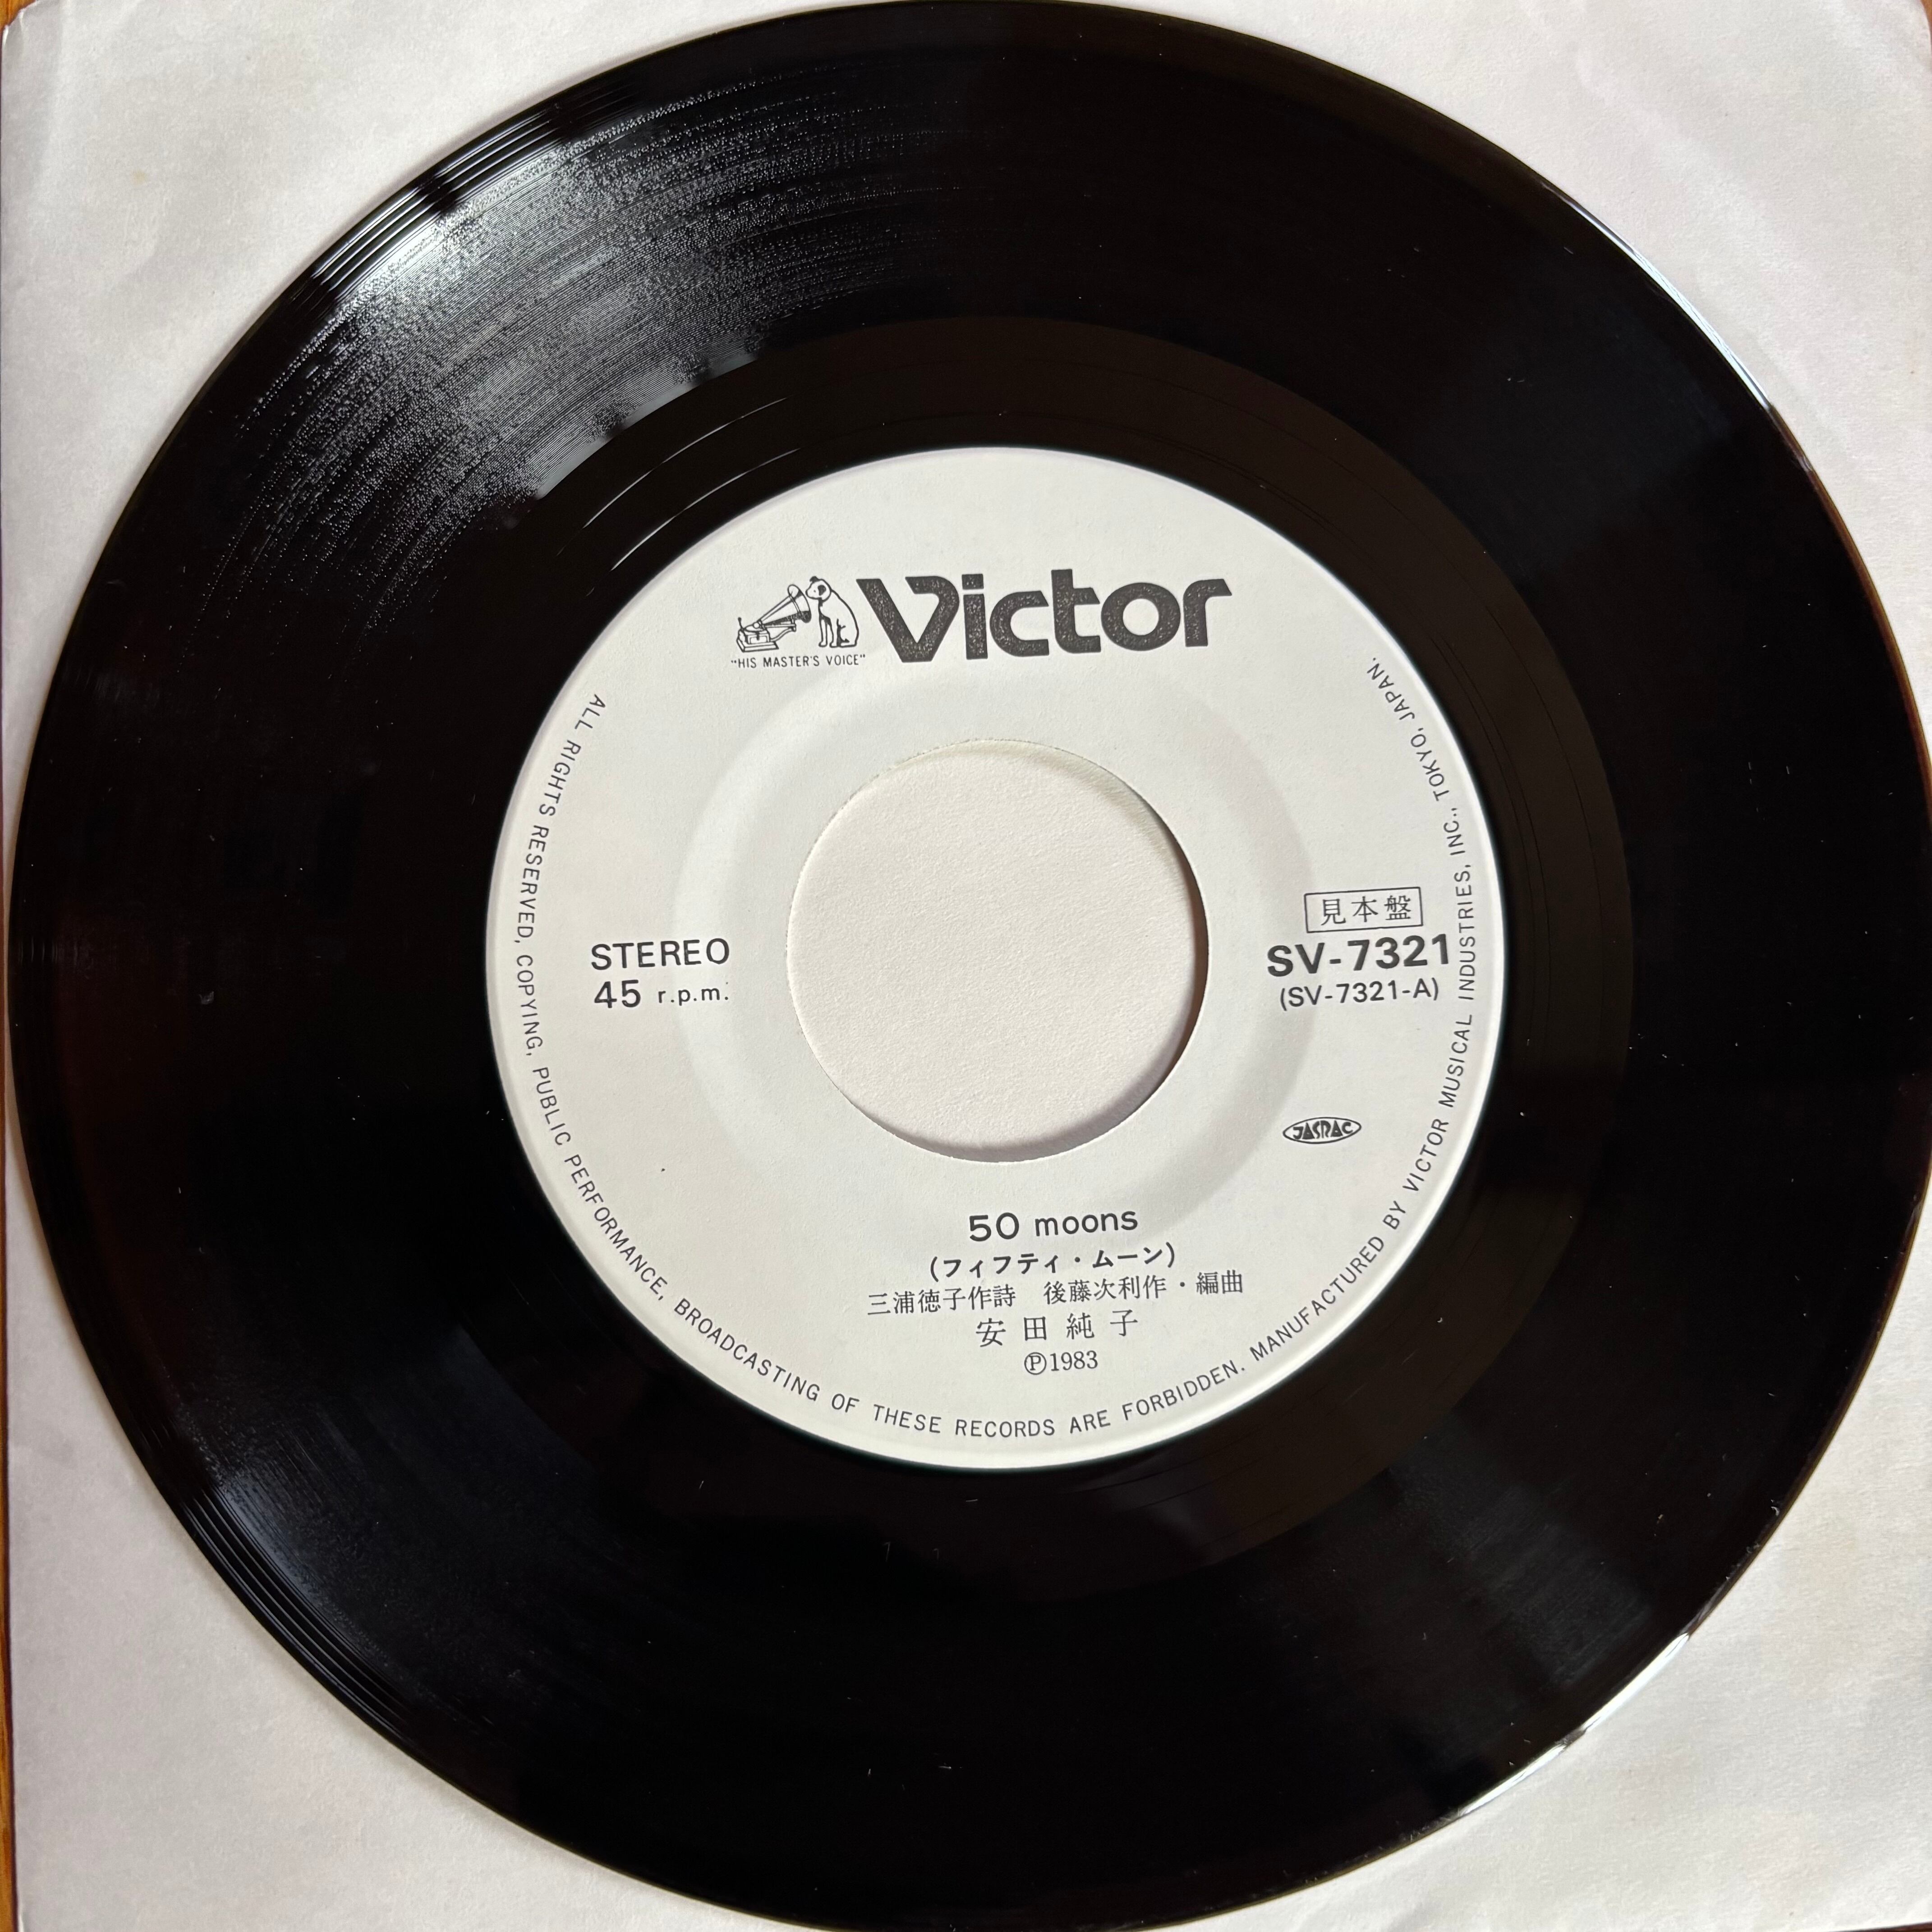 Victor
"HIS MASTER'S VOICE"
STEREO
45 r.p.m.
見本盤
SV-7321
(SV-7321-A)
JASRAC
50 moons
(フィフティ・ムーン)
三浦徳子作詩 後藤次利作・編曲
安田純子
Ⓟ1983
ALL RIGHTS RESERVED, COPYING, PUBLIC PERFORMANCE, BROADCASTING OF THESE RECORDS ARE FORBIDDEN. MANUFACTURED BY VICTOR MUSICAL INDUSTRIES, INC., TOKYO, JAPAN.